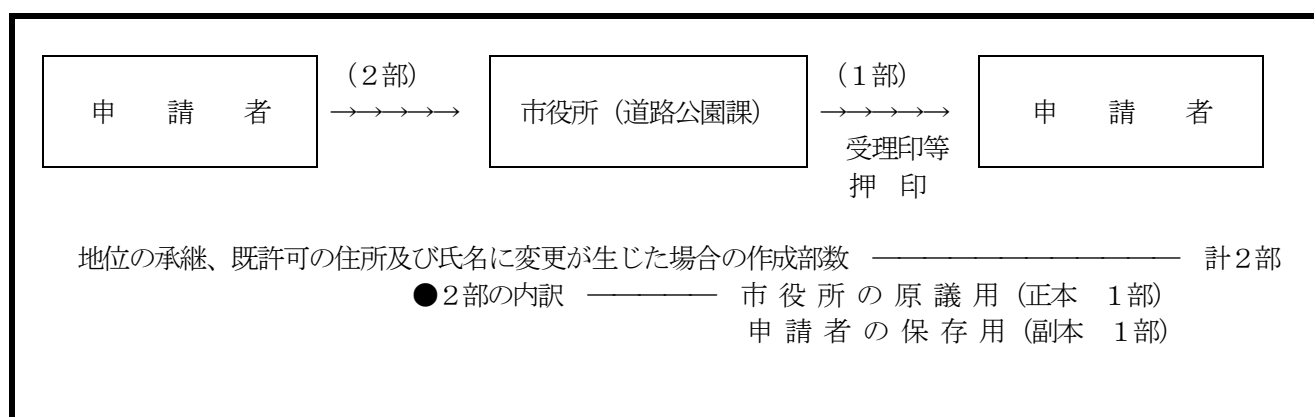 （２部） （１部）
申請者 →→→→→ 市役所（道路公園課） →→→→→ 申請者
受理印等
押印
地位の承継、既許可の住所及び氏名に変更が生じた場合の作成部数 ―――――――――――― 計２部
●２部の内訳 ――――― 市役所の原議用（正本　１部）
申請者の保存用（副本　１部）